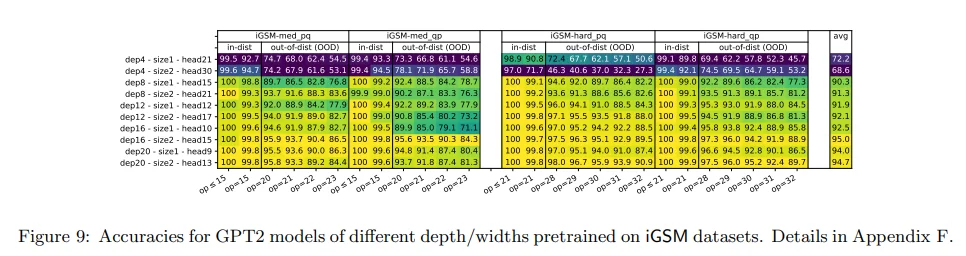 iGSM-med_pq iGSM-med_qp iGSM-hard_pq iGSM-hard_qp avg
in-dist out-of-dist (OOD) in-dist out-of-dist (OOD) in-dist out-of-dist (OOD) in-dist out-of-dist (OOD)
dep4 - size1 - head21 99.5 92.7 74.7 68.0 62.4 54.5 99.4 93.3 73.3 66.8 61.1 54.6 98.9 90.8 72.4 67.7 62.1 57.1 50.6 99.1 89.8 69.4 62.2 57.8 52.3 45.7 72.2
dep4 - size2 - head30 99.6 94.7 74.2 67.9 61.6 53.1 99.4 94.5 78.1 71.9 65.7 58.8 97.0 71.7 46.3 40.6 37.0 32.3 27.3 99.4 92.1 74.5 69.5 64.7 59.1 53.2 68.6
dep8 - size1 - head15 100 98.8 89.7 86.5 82.8 76.8 100 99.2 92.4 88.5 84.2 78.7 100 99.1 94.6 92.0 89.7 86.4 82.2 100 99.0 92.2 89.2 85.7 81.4 76.2 90.3
dep8 - size2 - head21 100 99.3 93.7 91.6 88.3 83.6 99.9 99.0 90.2 87.1 83.3 76.3 100 99.2 93.6 91.3 88.6 85.6 82.6 100 99.1 93.5 91.3 89.1 85.7 81.2 91.3
dep12 - size1 - head12 100 99.3 92.0 88.9 84.2 77.9 100 99.4 92.2 89.2 83.9 77.9 100 99.5 96.0 94.1 91.0 88.5 84.3 100 99.3 95.3 93.0 91.9 88.0 84.5 91.9
dep12 - size2 - head17 100 99.5 94.0 91.9 89.0 82.7 100 99.0 90.8 85.4 80.2 73.2 100 99.8 97.1 95.5 93.5 91.8 88.0 100 99.5 94.5 91.9 88.9 86.8 81.3 92.1
dep16 - size1 - head10 100 99.6 94.6 91.9 87.7 82.7 100 99.5 89.9 85.0 79.1 71.1 100 99.6 97.0 95.2 94.2 92.2 88.5 100 99.4 95.8 93.8 92.4 88.9 85.8 92.5
dep16 - size2 - head15 100 99.8 95.9 93.7 90.4 86.5 100 99.8 95.6 93.5 90.3 84.3 100 99.7 97.5 96.3 95.1 92.9 89.5 100 99.8 97.3 96.0 94.2 91.9 88.9 94.0
dep20 - size1 - head9 100 99.8 95.5 93.6 90.0 86.3 100 99.6 94.8 91.4 87.4 80.4 100 99.8 97.0 95.1 94.0 91.0 87.4 100 99.6 96.6 94.5 92.8 90.1 86.5 94.0
dep20 - size2 - head13 100 99.8 95.8 93.3 89.2 84.4 100 99.6 93.7 91.8 87.4 81.3 100 99.8 98.0 96.7 95.9 93.9 90.9 100 99.9 97.5 96.0 95.2 92.4 89.7 94.7
op≤15 op=15 op=20 op=21 op=22 op=23 op≤15 op=15 op=20 op=21 op=22 op=23 op≤21 op=21 op=28 op=29 op=30 op=31 op=32 op≤21 op=21 op=28 op=29 op=30 op=31 op=32
Figure 9: Accuracies for GPT2 models of different depth/widths pretrained on iGSM datasets. Details in Appendix F.